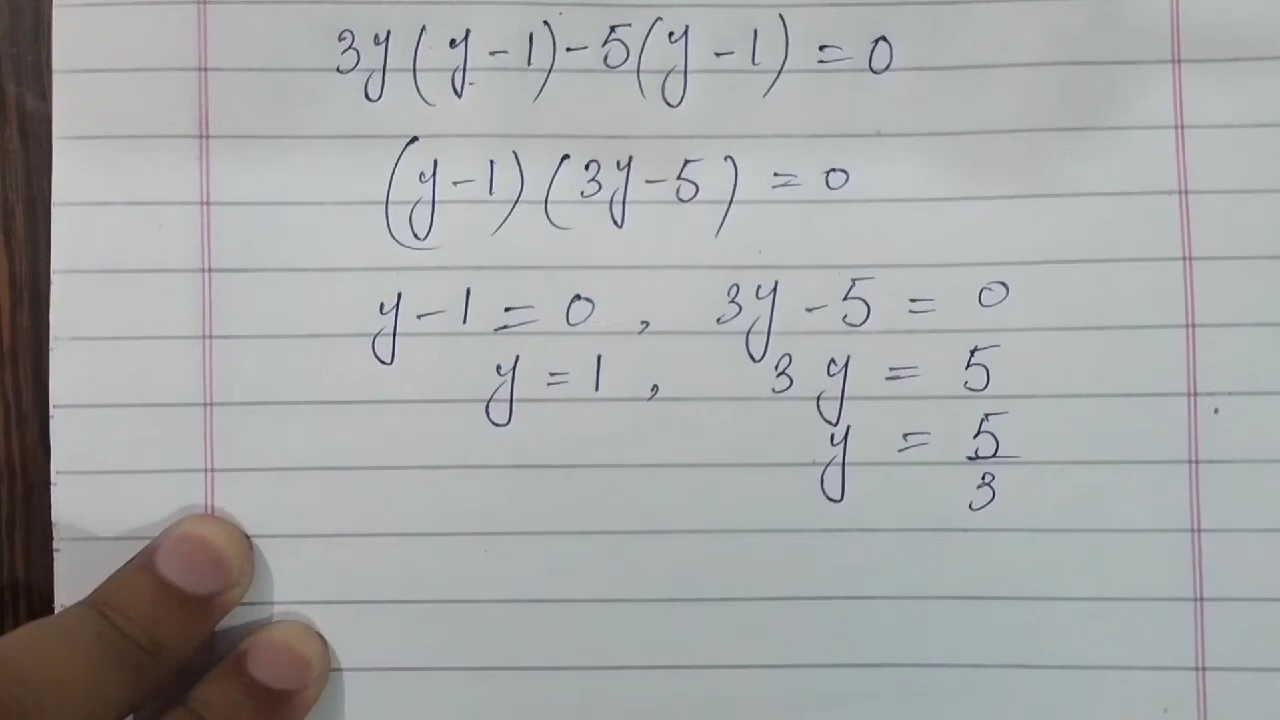 3y(y-1)-5(y-1)=0
(y-1)(3y-5)=0
y-1=0, 3y-5=0
y=1, 3y=5
y=5/3